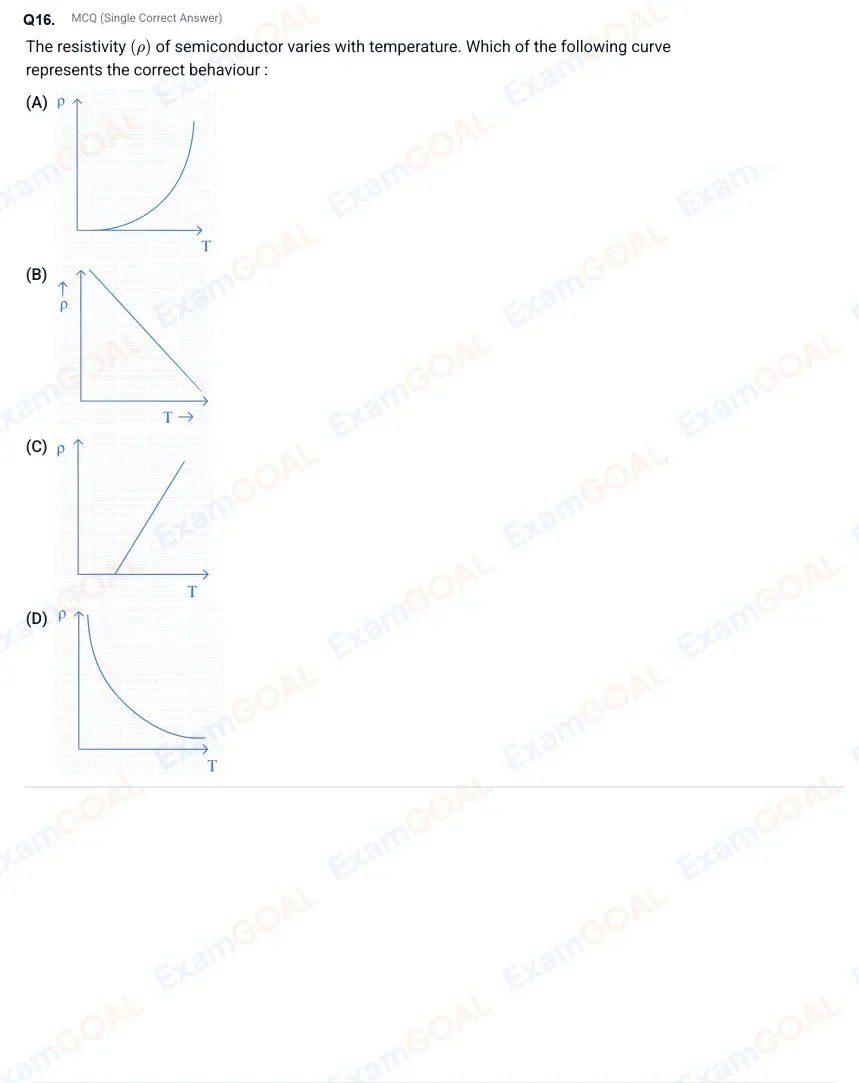 Q16. MCQ (Single Correct Answer)
The resistivity (ρ) of semiconductor varies with temperature. Which of the following curve
represents the correct behaviour :
(A) ρ
T
(B)
ρ
T →
(C) ρ
T
(D) ρ
T
ExamGOAL